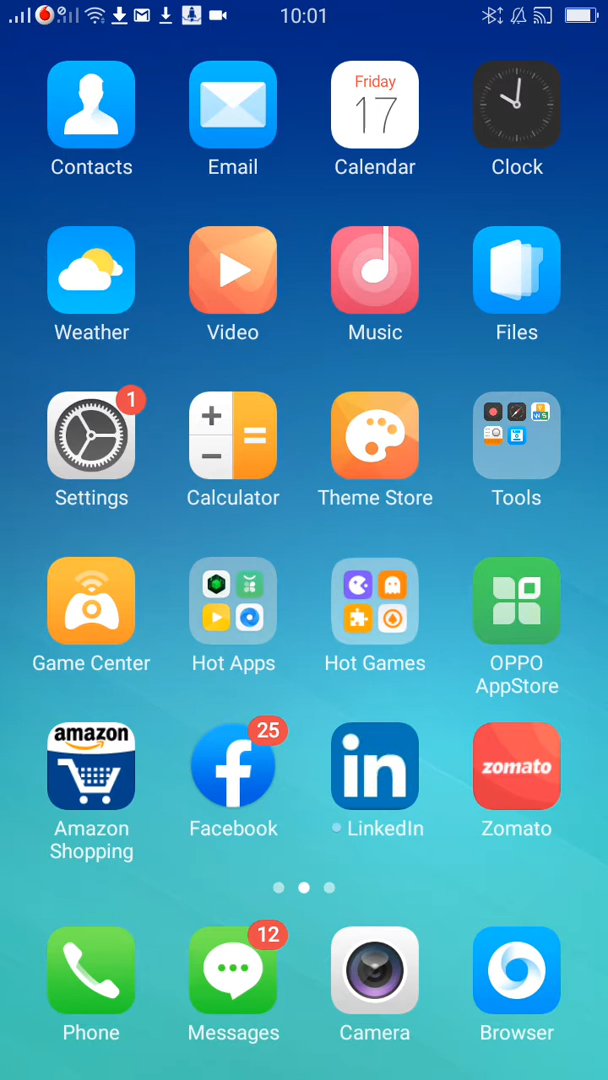 10:01
Friday
17
Contacts Email Calendar Clock
Weather Video Music Files
1
Settings Calculator Theme Store Tools
Game Center Hot Apps Hot Games OPPO
AppStore
amazon
25
zomato
Amazon Facebook LinkedIn Zomato
Shopping
12
Phone Messages Camera Browser